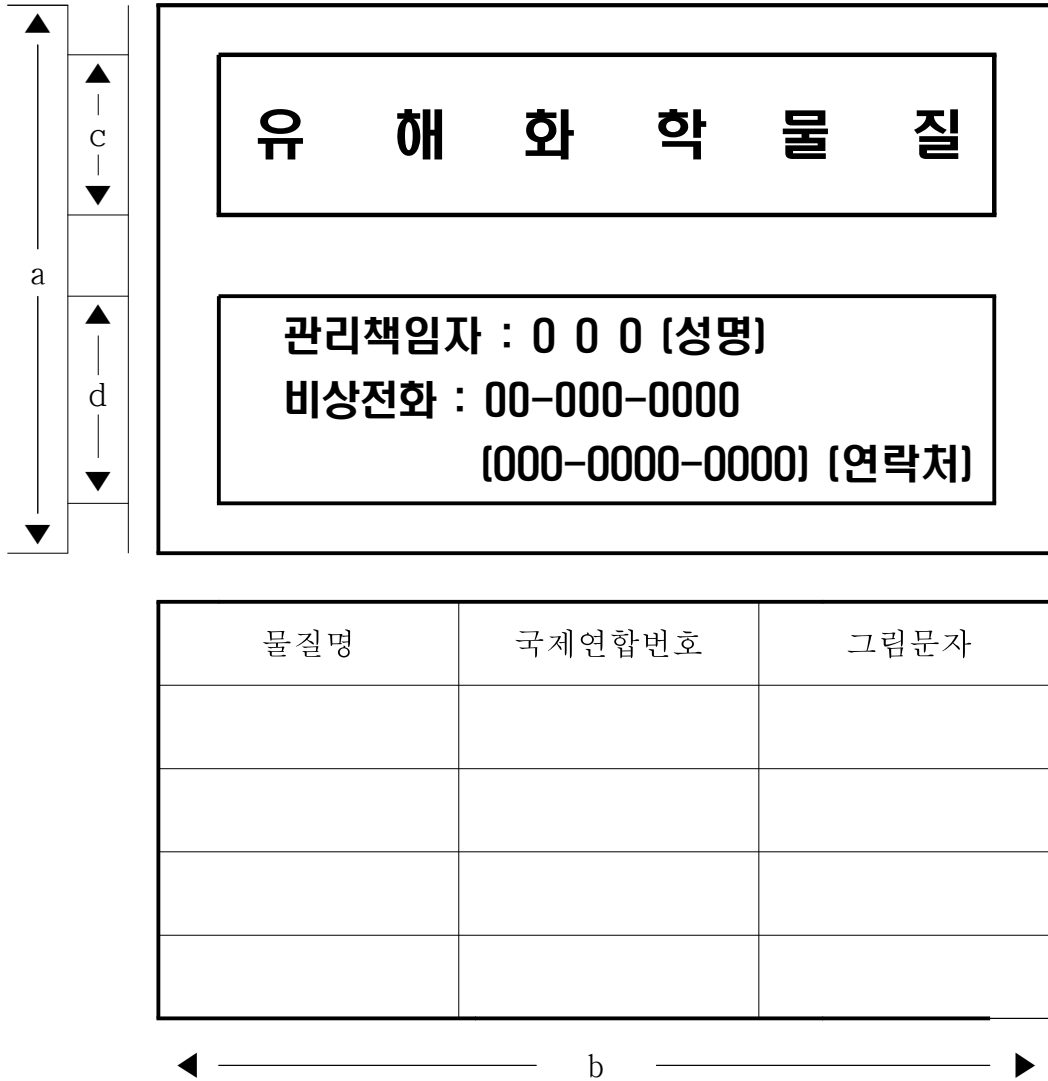 유 해 화 학 물 질
c
a
관리책임자 : 0 0 0 (성명)
비상전화 : 00-000-0000
(000-0000-0000) (연락처)
d
물질명 국제연합번호 그림문자
b